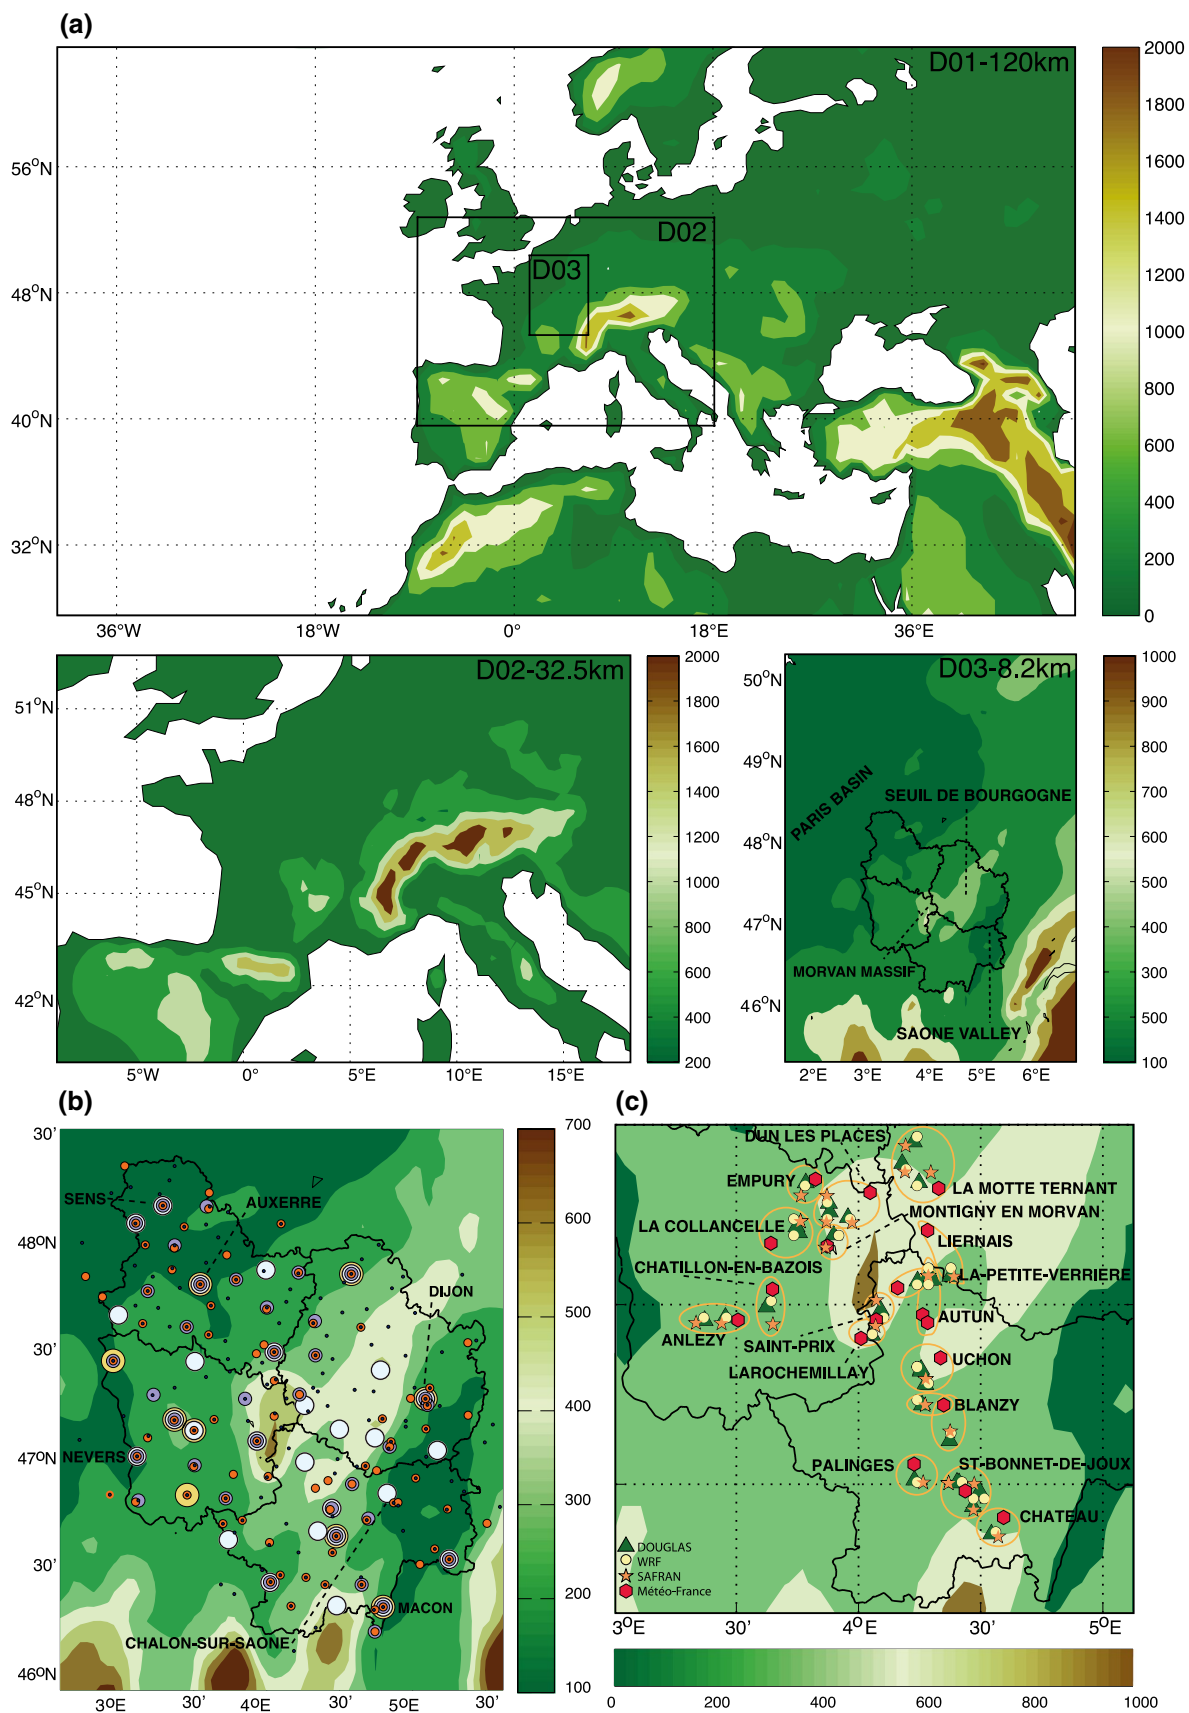 (a)
D01-120km
D02
D03
56°N
48°N
40°N
32°N
36°W
18°W
0°
18°E
36°E
2000
1800
1600
1400
1200
1000
800
600
400
200
0
D02-32.5km
51°N
48°N
45°N
42°N
5°W
0°
5°E
10°E
15°E
2000
1800
1600
1400
1200
1000
800
600
400
200
D03-8.2km
50°N
49°N
48°N
47°N
46°N
PARIS BASIN
SEUIL DE BOURGOGNE
MORVAN MASSIF
SAONE VALLEY
2°E
3°E
4°E
5°E
6°E
1000
900
800
700
600
500
400
300
500
100
(b)
30'
48°N
30'
47°N
30'
46°N
SENS
AUXERRE
DIJON
NEVERS
MACON
CHALON-SUR-SAONE
3°E
30'
4°E
30'
5°E
30'
700
600
500
400
300
200
100
(c)
DUN LES PLACES
EMPURY
LA MOTTE TERNANT
MONTIGNY EN MORVAN
LA COLLANCELLE
LIERNAIS
CHATILLON-EN-BAZOIS
LA-PETITE-VERRIERE
AUTUN
ANLEZY
SAINT-PRIX
LAROCHEMILLAY
UCHON
BLANZY
PALINGES
ST-BONNET-DE-JOUX
CHATEAU
DOUGLAS
WRF
SAFRAN
Météo-France
3°E
30'
4°E
30'
5°E
0
200
400
600
800
1000